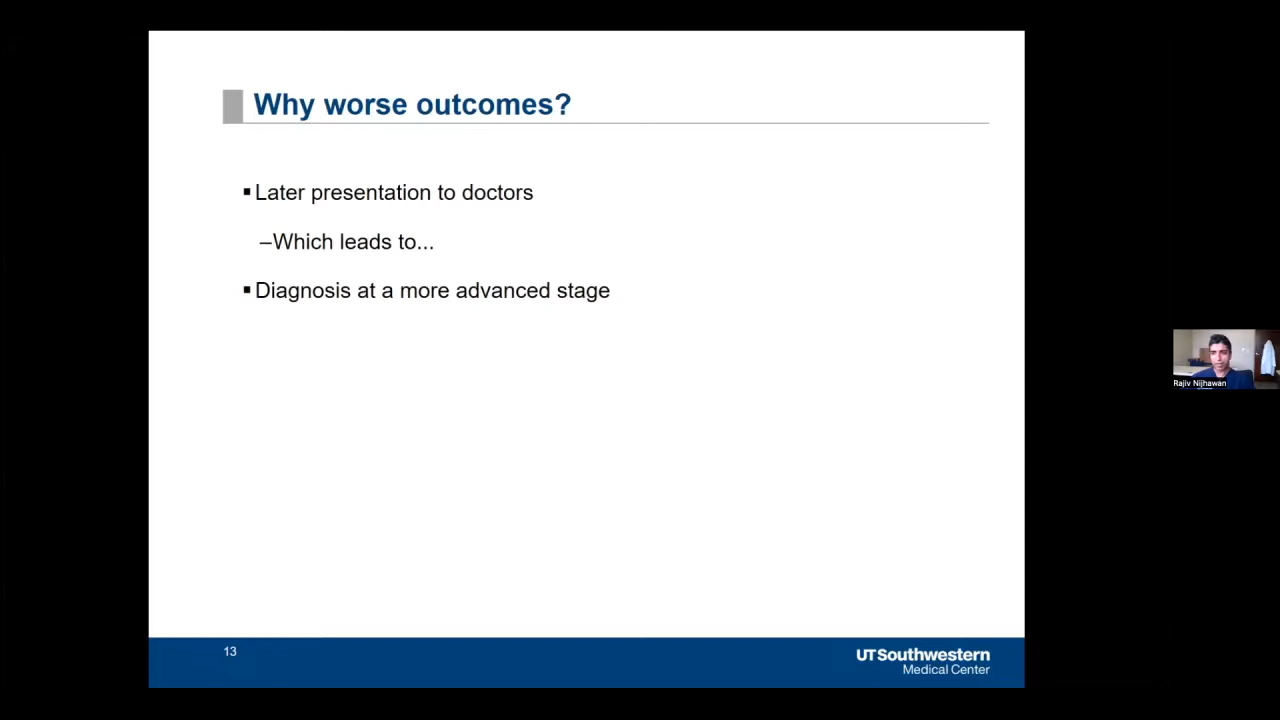 Why worse outcomes?
▪Later presentation to doctors
–Which leads to...
▪Diagnosis at a more advanced stage
Rajiv Nijhawan
13
UTSouthwestern
Medical Center